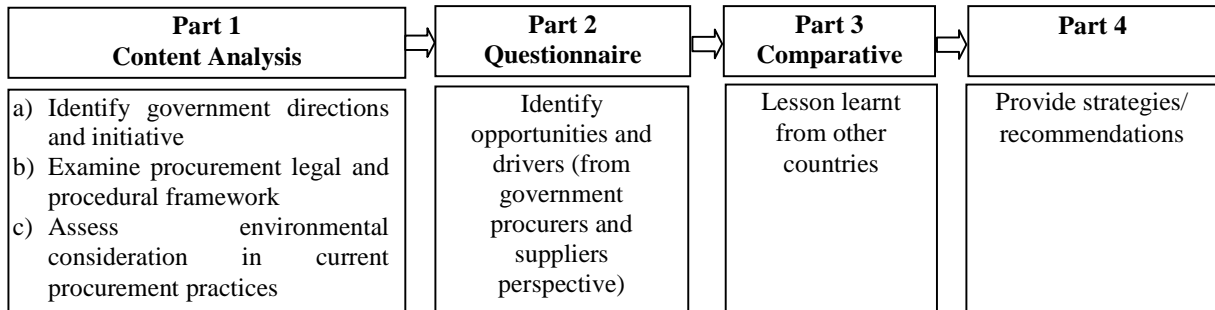 Part 1
Content Analysis
a) Identify government directions
and initiative
b) Examine procurement legal and
procedural framework
c) Assess environmental
consideration in current
procurement practices
Part 2
Questionnaire
Identify
opportunities and
drivers (from
government
procurers and
suppliers
perspective)
Part 3
Comparative
Lesson learnt
from other
countries
Part 4
Provide strategies/
recommendations